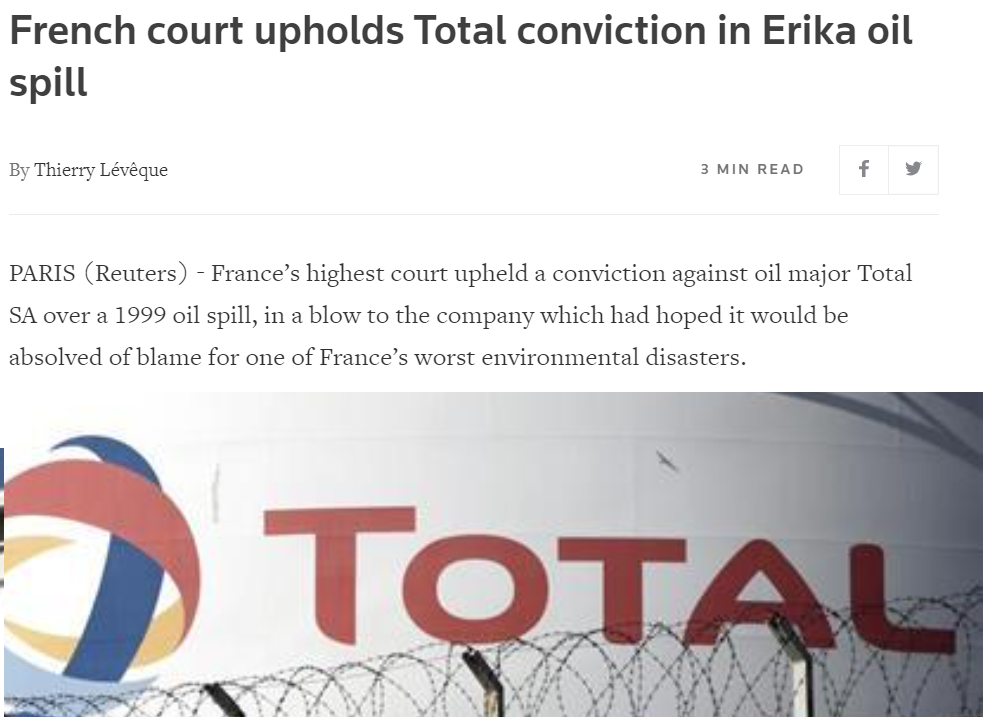 French court upholds Total conviction in Erika oil
spill
By Thierry Lévêque
3 MIN READ
PARIS (Reuters) - France’s highest court upheld a conviction against oil major Total
SA over a 1999 oil spill, in a blow to the company which had hoped it would be
absolved of blame for one of France’s worst environmental disasters.
TOTAL